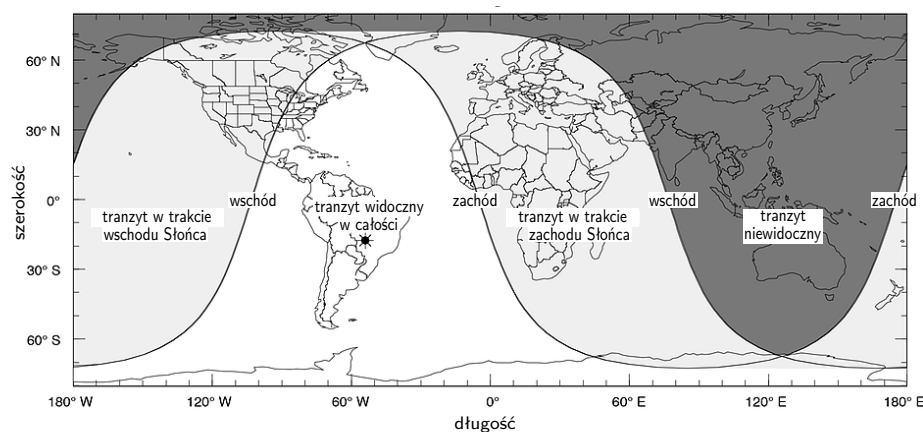 60° N
30° N
0°
30° S
60° S
szerokość
wschód
zachód
wschód
zachód
tranzyt w trakcie
wschodu Słońca
tranzyt widoczny
w całości
tranzyt w trakcie
zachodu Słońca
tranzyt
niewidoczny
180° W
120° W
60° W
0°
60° E
120° E
180° E
długość